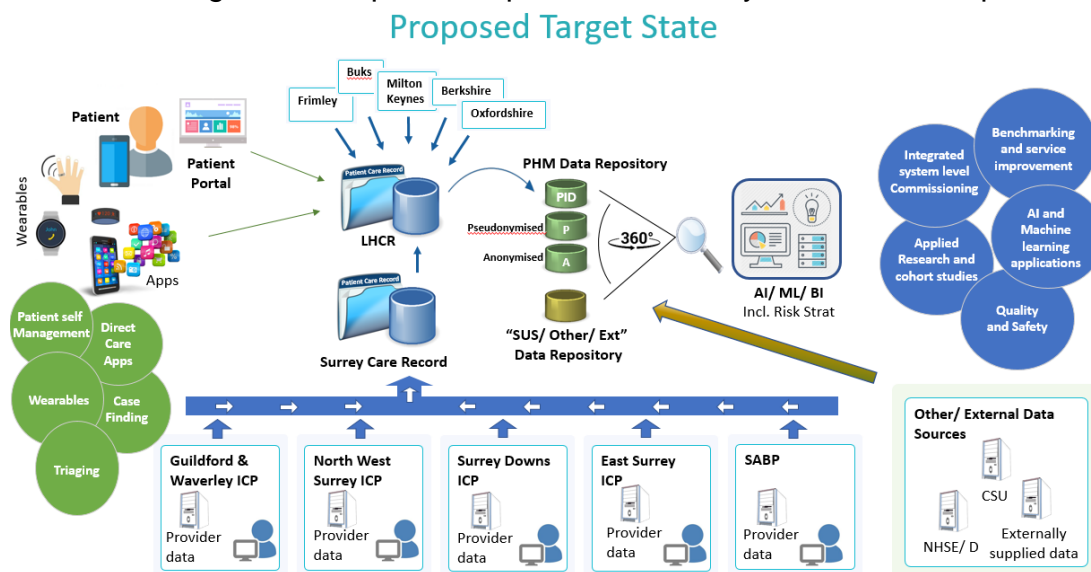 Proposed Target State
Patient
Wearables
Patient
Portal
Apps
Frimley
Buks
Milton
Keynes
Berkshire
Oxfordshire
Patient Care Record
LHCR
Patient Care Record
Surrey Care Record
PHM Data Repository
PID
Pseudonymised
P
Anonymised
A
360°
“SUS/ Other/ Ext”
Data Repository
AI/ ML/ BI
Incl. Risk Strat
Integrated
system level
Commissioning
Benchmarking
and service
improvement
AI and
Machine
learning
applications
Applied
Research and
cohort studies
Quality
and Safety
Patient self
Management
Direct
Care
Apps
Wearables
Case
Finding
Triaging
Guildford &
Waverley ICP
Provider
data
North West
Surrey ICP
Provider
data
Surrey Downs
ICP
Provider
data
East Surrey
ICP
Provider
data
SABP
Provider
data
Other/ External Data
Sources
CSU
NHSE/ D
Externally
supplied data